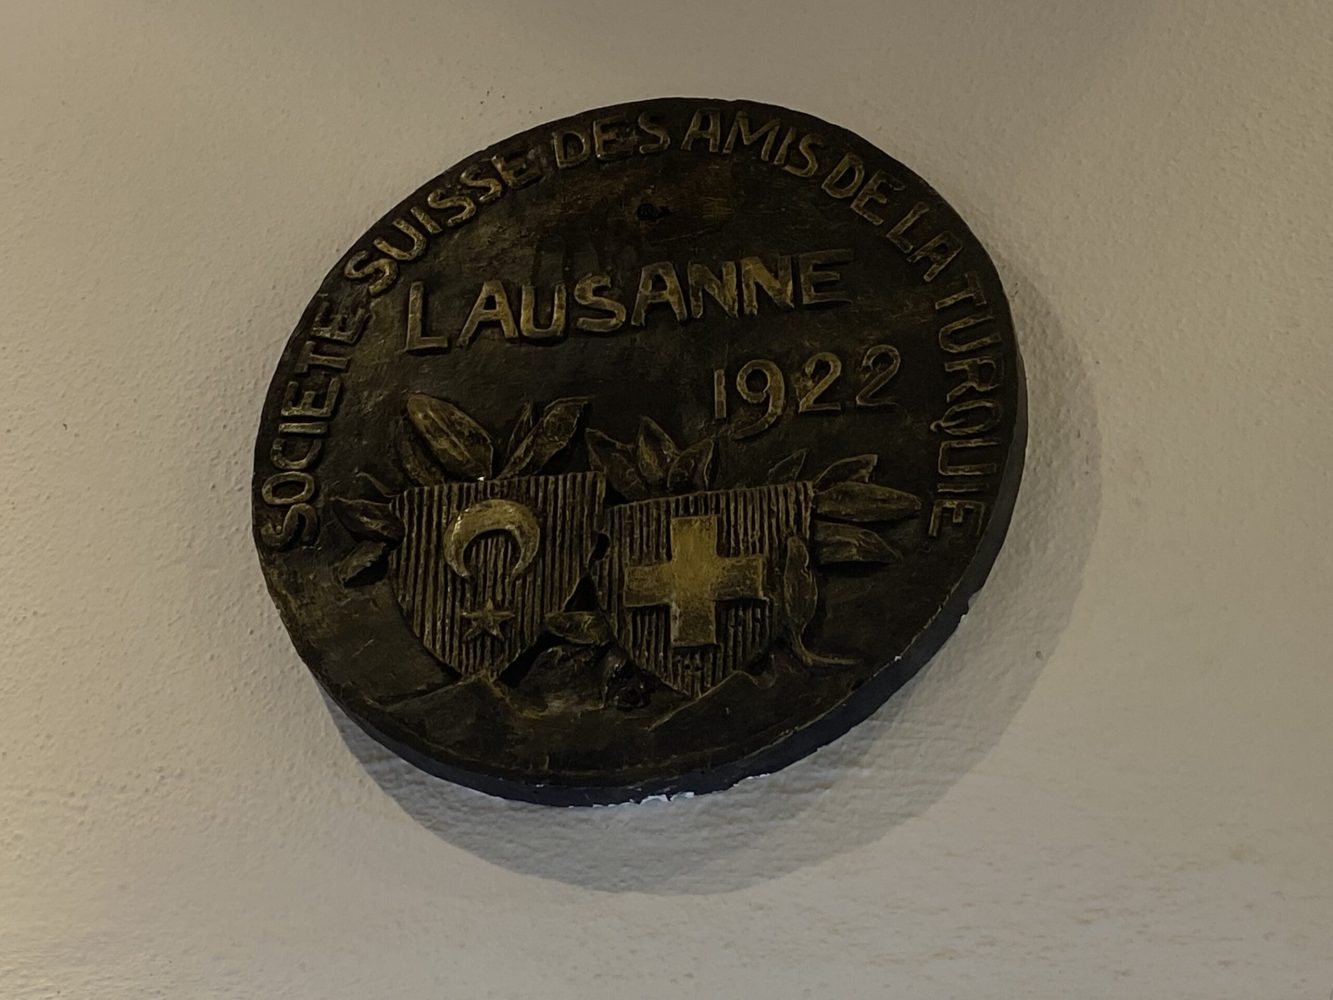 SOCIETE SUISSE DES AMIS DE LA TURQUIE
LAUSANNE
1922